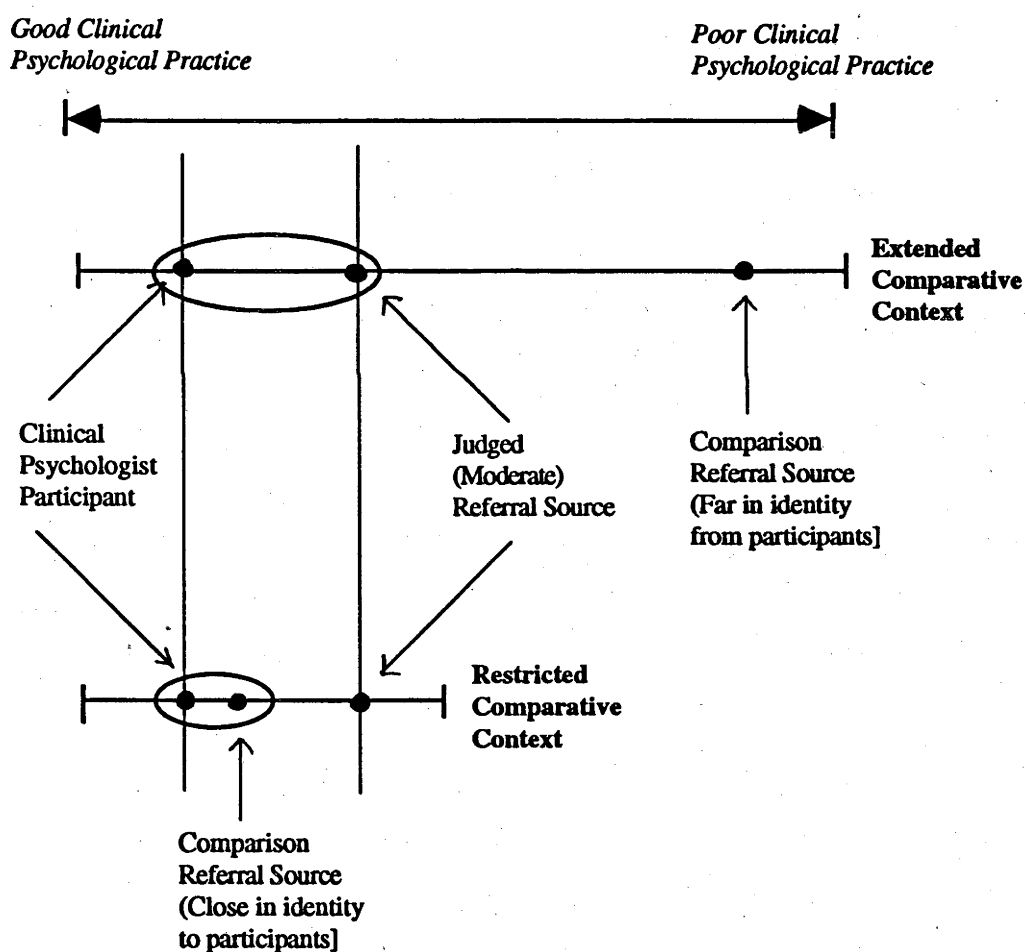 Good Clinical
Psychological Practice
Poor Clinical
Psychological Practice
Extended
Comparative
Context
Clinical
Psychologist
Participant
Judged
(Moderate)
Referral Source
Comparison
Referral Source
(Far in identity
from participants]
Restricted
Comparative
Context
Comparison
Referral Source
(Close in identity
to participants]